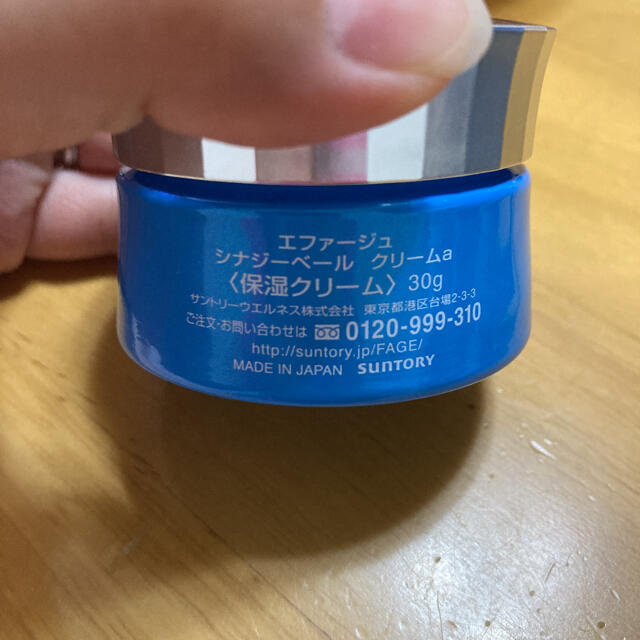 エファージュ
シナジーベール クリームa
〈保湿クリーム〉 30g
サントリーウエルネス株式会社 東京都港区台場2-3-3
ご注文・お問い合わせは 0120-999-310
http://suntory.jp/FAGE/
MADE IN JAPAN SUNTORY